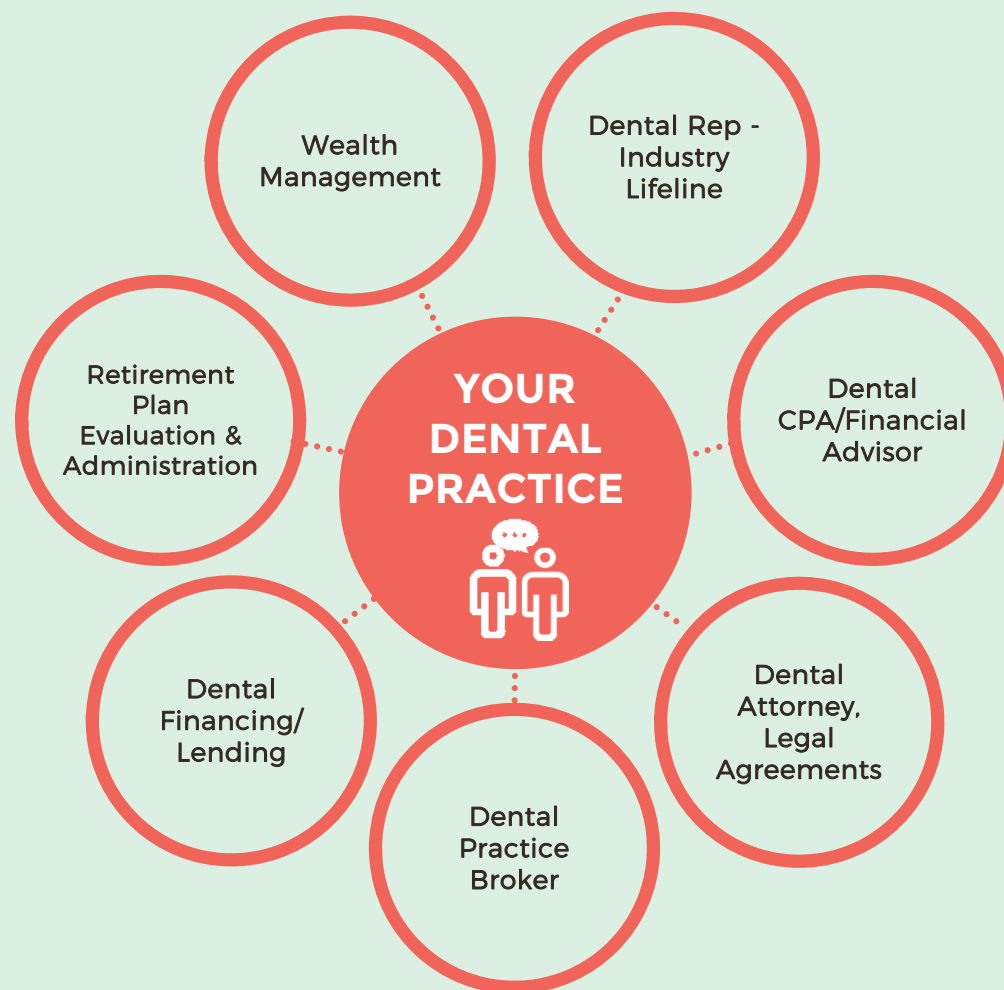 Wealth
Management
Dental Rep -
Industry
Lifeline
Retirement
Plan
Evaluation &
Administration
YOUR
DENTAL
PRACTICE
Dental
CPA/Financial
Advisor
Dental
Financing/
Lending
Dental
Attorney,
Legal
Agreements
Dental
Practice
Broker